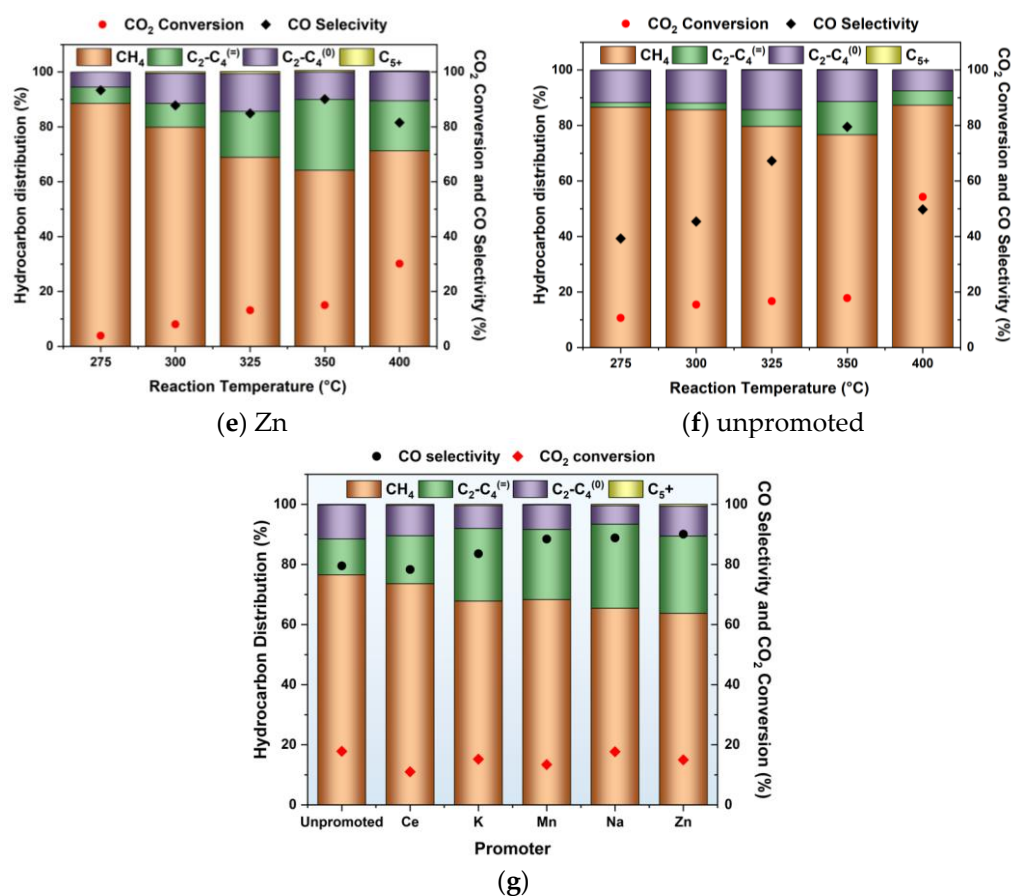 CO₂ Conversion CO Selecivity
CH₄ C₂-C₄⁽⁼⁾ C₂-C₄⁽⁰⁾ C₅₊
Hydrocarbon distribution (%)
100
80
60
40
20
0
100
80
60
40
20
0
CO₂ Conversion and CO Selectivity (%)
275 300 325 350 400
Reaction Temperature (°C)
(e) Zn
CO₂ Conversion CO Selectivity
CH₄ C₂-C₄⁽⁼⁾ C₂-C₄⁽⁰⁾ C₅₊
Hydrocarbon distribution (%)
100
80
60
40
20
0
100
80
60
40
20
0
CO₂ Conversion and CO Selectivity (%)
275 300 325 350 400
Reaction Temperature (°C)
(f) unpromoted
CO selectivity CO₂ conversion
CH₄ C₂-C₄⁽⁼⁾ C₂-C₄⁽⁰⁾ C₅+
Hydrocarbon Distribution (%)
100
80
60
40
20
0
100
80
60
40
20
0
CO Selectivity and CO₂ Conversion (%)
Unpromoted Ce K Mn Na Zn
Promoter
(g)